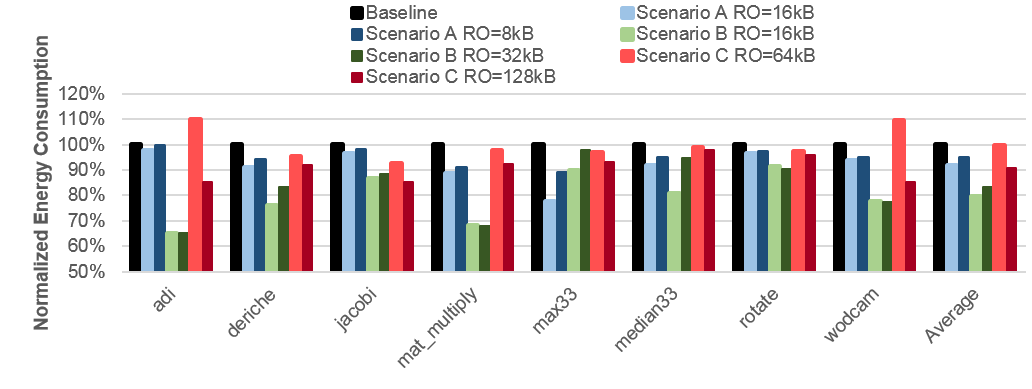 Baseline
Scenario A RO=16kB
Scenario A RO=8kB
Scenario B RO=16kB
Scenario B RO=32kB
Scenario C RO=64kB
Scenario C RO=128kB
Normalized Energy Consumption
120%
110%
100%
90%
80%
70%
60%
50%
adi
deriche
jacobi
mat_multiply
max33
median33
rotate
wodcam
Average